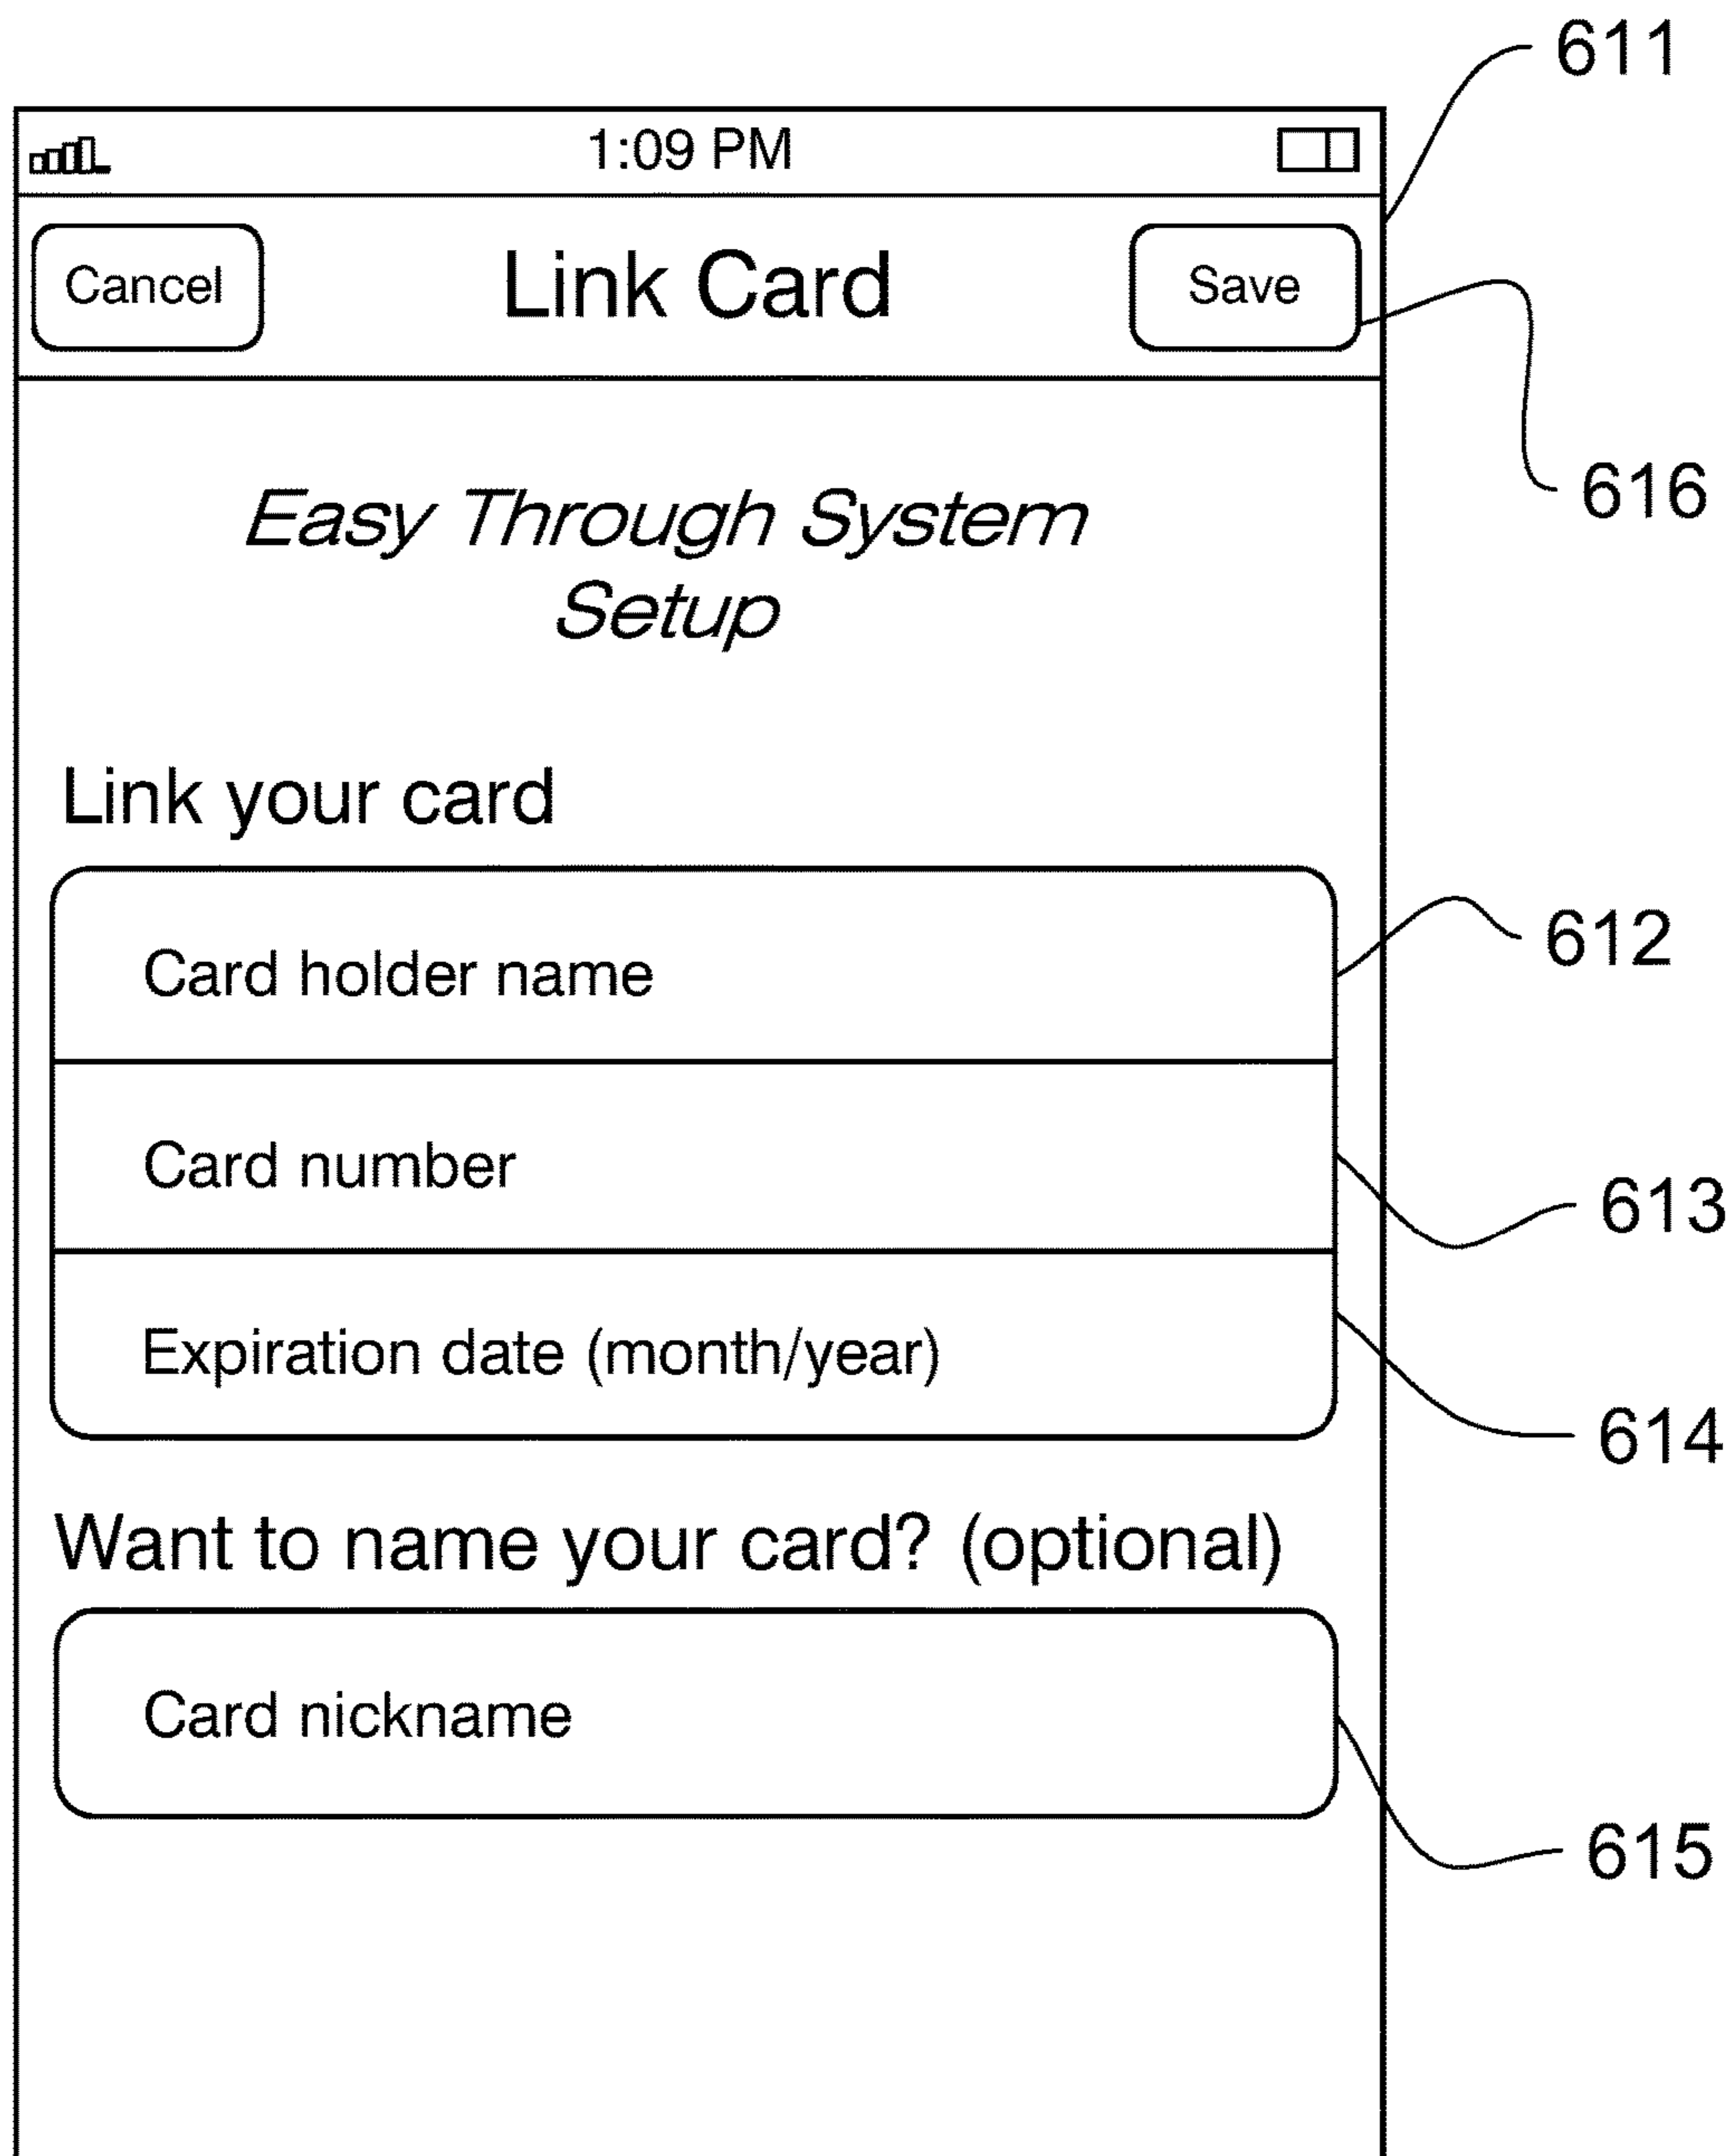 611
1:09 PM
Cancel
Link Card
Save
616
Easy Through System
Setup
Link your card
Card holder name
612
Card number
613
Expiration date (month/year)
614
Want to name your card? (optional)
Card nickname
615